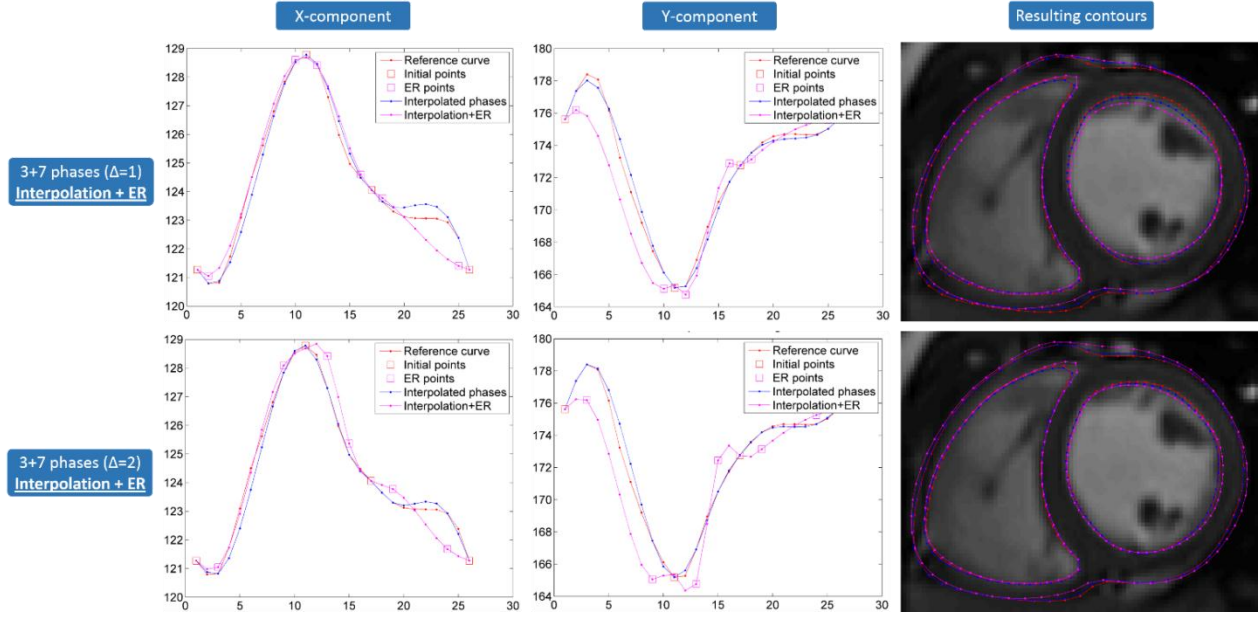 X-component
Y-component
Resulting contours
3+7 phases (Δ=1)
Interpolation + ER
129
128
127
126
125
124
123
122
121
120
0
5
10
15
20
25
30
Reference curve
Initial points
ER points
Interpolated phases
Interpolation+ER
180
178
176
174
172
170
168
166
164
0
5
10
15
20
25
30
Reference curve
Initial points
ER points
Interpolated phases
Interpolation+ER
3+7 phases (Δ=2)
Interpolation + ER
129
128
127
126
125
124
123
122
121
120
0
5
10
15
20
25
30
Reference curve
Initial points
ER points
Interpolated phases
Interpolation+ER
180
178
176
174
172
170
168
166
164
0
5
10
15
20
25
30
Reference curve
Initial points
ER points
Interpolated phases
Interpolation+ER